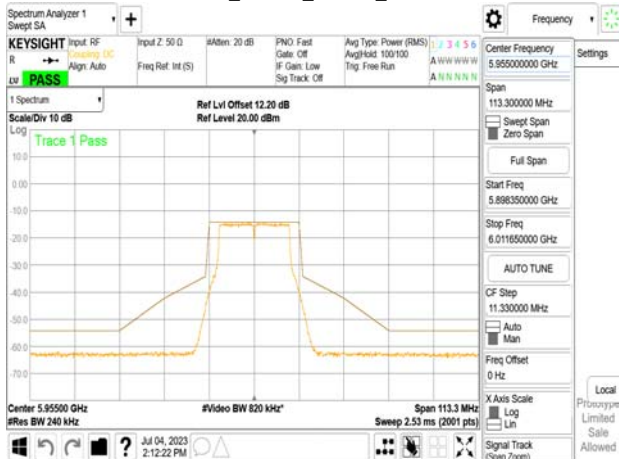 Spectrum Analyzer 1
Swept SA
+
Frequency
KEYSIGHT
R
LVI PASS
Input: RF
Coupling: DC
Align: Auto
Input Z: 50 Ω
Freq Ref: Int (S)
#Atten: 20 dB
PNO: Fast
Gate: Off
IF Gain: Low
Sig Track: Off
Avg Type: Power (RMS)
Avg|Hold: 100/100
Trig: Free Run
1 2 3 4 5 6
A W W W W W
A N N N N N
1 Spectrum
Scale/Div 10 dB
Ref Lvl Offset 12.20 dB
Ref Level 20.00 dBm
Log
Trace 1 Pass
10.0
0.00
-10.0
-20.0
-30.0
-40.0
-50.0
-60.0
-70.0
Center 5.95500 GHz
#Res BW 240 kHz
#Video BW 820 kHz*
Span 113.3 MHz
Sweep 2.53 ms (2001 pts)
Jul 04, 2023
2:12:22 PM
?
Center Frequency
5.955000000 GHz
Span
113.300000 MHz
Swept Span
Zero Span
Full Span
Start Freq
5.898350000 GHz
Stop Freq
6.011650000 GHz
AUTO TUNE
CF Step
11.330000 MHz
Auto
Man
Freq Offset
0 Hz
X Axis Scale
Log
Lin
Signal Track
(Span Zoom)
Settings
Local
Prototype
Limited
Sale
Allowed